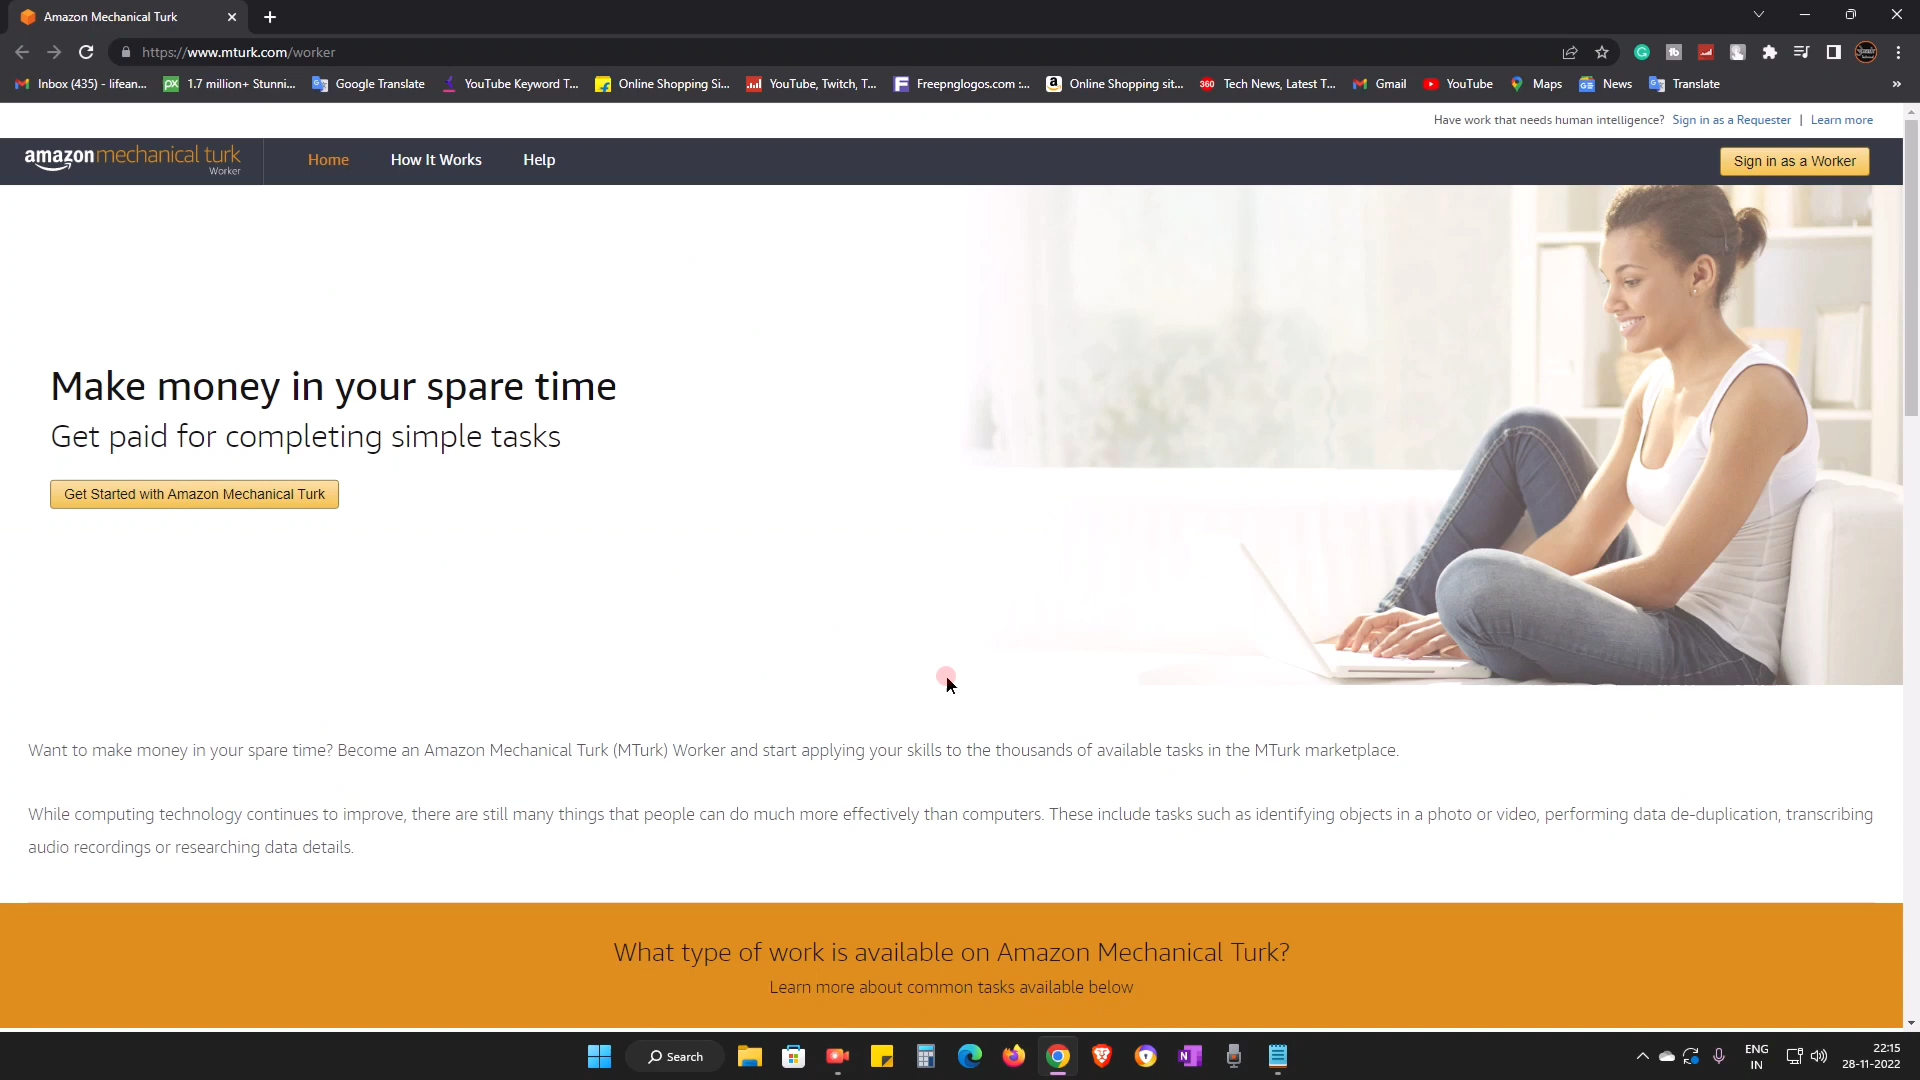 Amazon Mechanical Turk
https://www.mturk.com/worker
Inbox (435) - lifean...
1.7 million+ Stunni...
Google Translate
YouTube Keyword T...
Online Shopping Si...
YouTube, Twitch, T...
Freepnglogos.com :...
Online Shopping sit...
Tech News, Latest T...
Gmail
YouTube
Maps
News
Translate
»
Have work that needs human intelligence? Sign in as a Requester | Learn more
amazon mechanical turk
Worker
Home
How It Works
Help
Sign in as a Worker
Make money in your spare time
Get paid for completing simple tasks
Get Started with Amazon Mechanical Turk
Want to make money in your spare time? Become an Amazon Mechanical Turk (MTurk) Worker and start applying your skills to the thousands of available tasks in the MTurk marketplace.
While computing technology continues to improve, there are still many things that people can do much more effectively than computers. These include tasks such as identifying objects in a photo or video, performing data de-duplication, transcribing
audio recordings or researching data details.
What type of work is available on Amazon Mechanical Turk?
Learn more about common tasks available below
Search
ENG
IN
22:15
28-11-2022